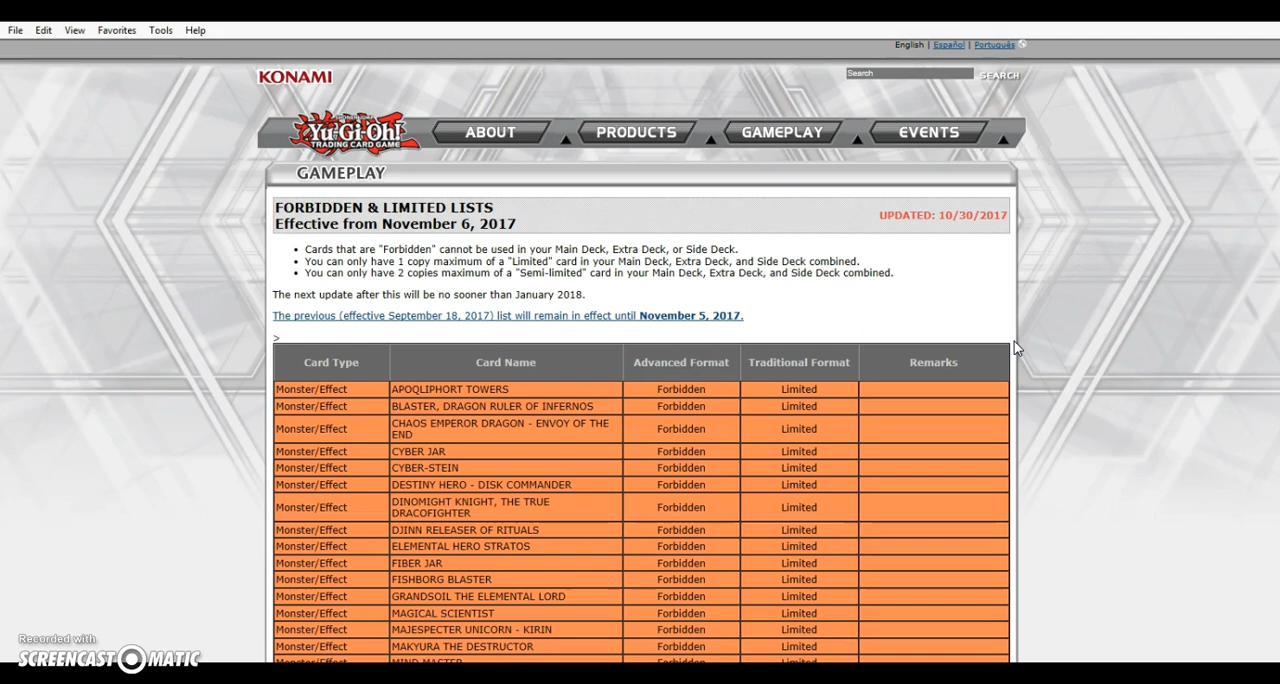 File Edit View Favorites Tools Help
English | Español | Português
KONAMI
Search SEARCH
SHONEN JUMP
Yu-Gi-Oh!
TRADING CARD GAME
ABOUT PRODUCTS GAMEPLAY EVENTS
GAMEPLAY
FORBIDDEN & LIMITED LISTS
Effective from November 6, 2017
UPDATED: 10/30/2017
• Cards that are "Forbidden" cannot be used in your Main Deck, Extra Deck, or Side Deck.
• You can only have 1 copy maximum of a "Limited" card in your Main Deck, Extra Deck, and Side Deck combined.
• You can only have 2 copies maximum of a "Semi-limited" card in your Main Deck, Extra Deck, and Side Deck combined.
The next update after this will be no sooner than January 2018.
The previous (effective September 18, 2017) list will remain in effect until November 5, 2017.
>
Card Type Card Name Advanced Format Traditional Format Remarks
Monster/Effect APOQLIPHORT TOWERS Forbidden Limited
Monster/Effect BLASTER, DRAGON RULER OF INFERNOS Forbidden Limited
Monster/Effect CHAOS EMPEROR DRAGON - ENVOY OF THE
END Forbidden Limited
Monster/Effect CYBER JAR Forbidden Limited
Monster/Effect CYBER-STEIN Forbidden Limited
Monster/Effect DESTINY HERO - DISK COMMANDER Forbidden Limited
Monster/Effect DINOMIGHT KNIGHT, THE TRUE
DRACOFIGHTER Forbidden Limited
Monster/Effect DJINN RELEASER OF RITUALS Forbidden Limited
Monster/Effect ELEMENTAL HERO STRATOS Forbidden Limited
Monster/Effect FIBER JAR Forbidden Limited
Monster/Effect FISHBORG BLASTER Forbidden Limited
Monster/Effect GRANDSOIL THE ELEMENTAL LORD Forbidden Limited
Monster/Effect MAGICAL SCIENTIST Forbidden Limited
Monster/Effect MAJESPECTER UNICORN - KIRIN Forbidden Limited
Monster/Effect MAKYURA THE DESTRUCTOR Forbidden Limited
Monster/Effect MIND MASTER Forbidden Limited
Recorded with
SCREENCAST-O-MATIC